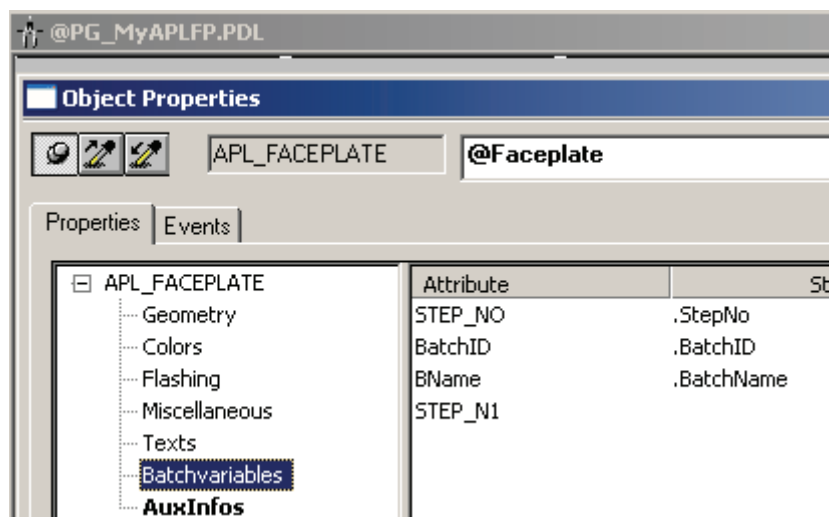 @PG_MyAPLFP.PDL
Object Properties
APL_FACEPLATE @Faceplate
Properties Events
APL_FACEPLATE
Geometry
Colors
Flashing
Miscellaneous
Texts
Batchvariables
AuxInfos
Attribute St
STEP_NO .StepNo
BatchID .BatchID
BName .BatchName
STEP_N1